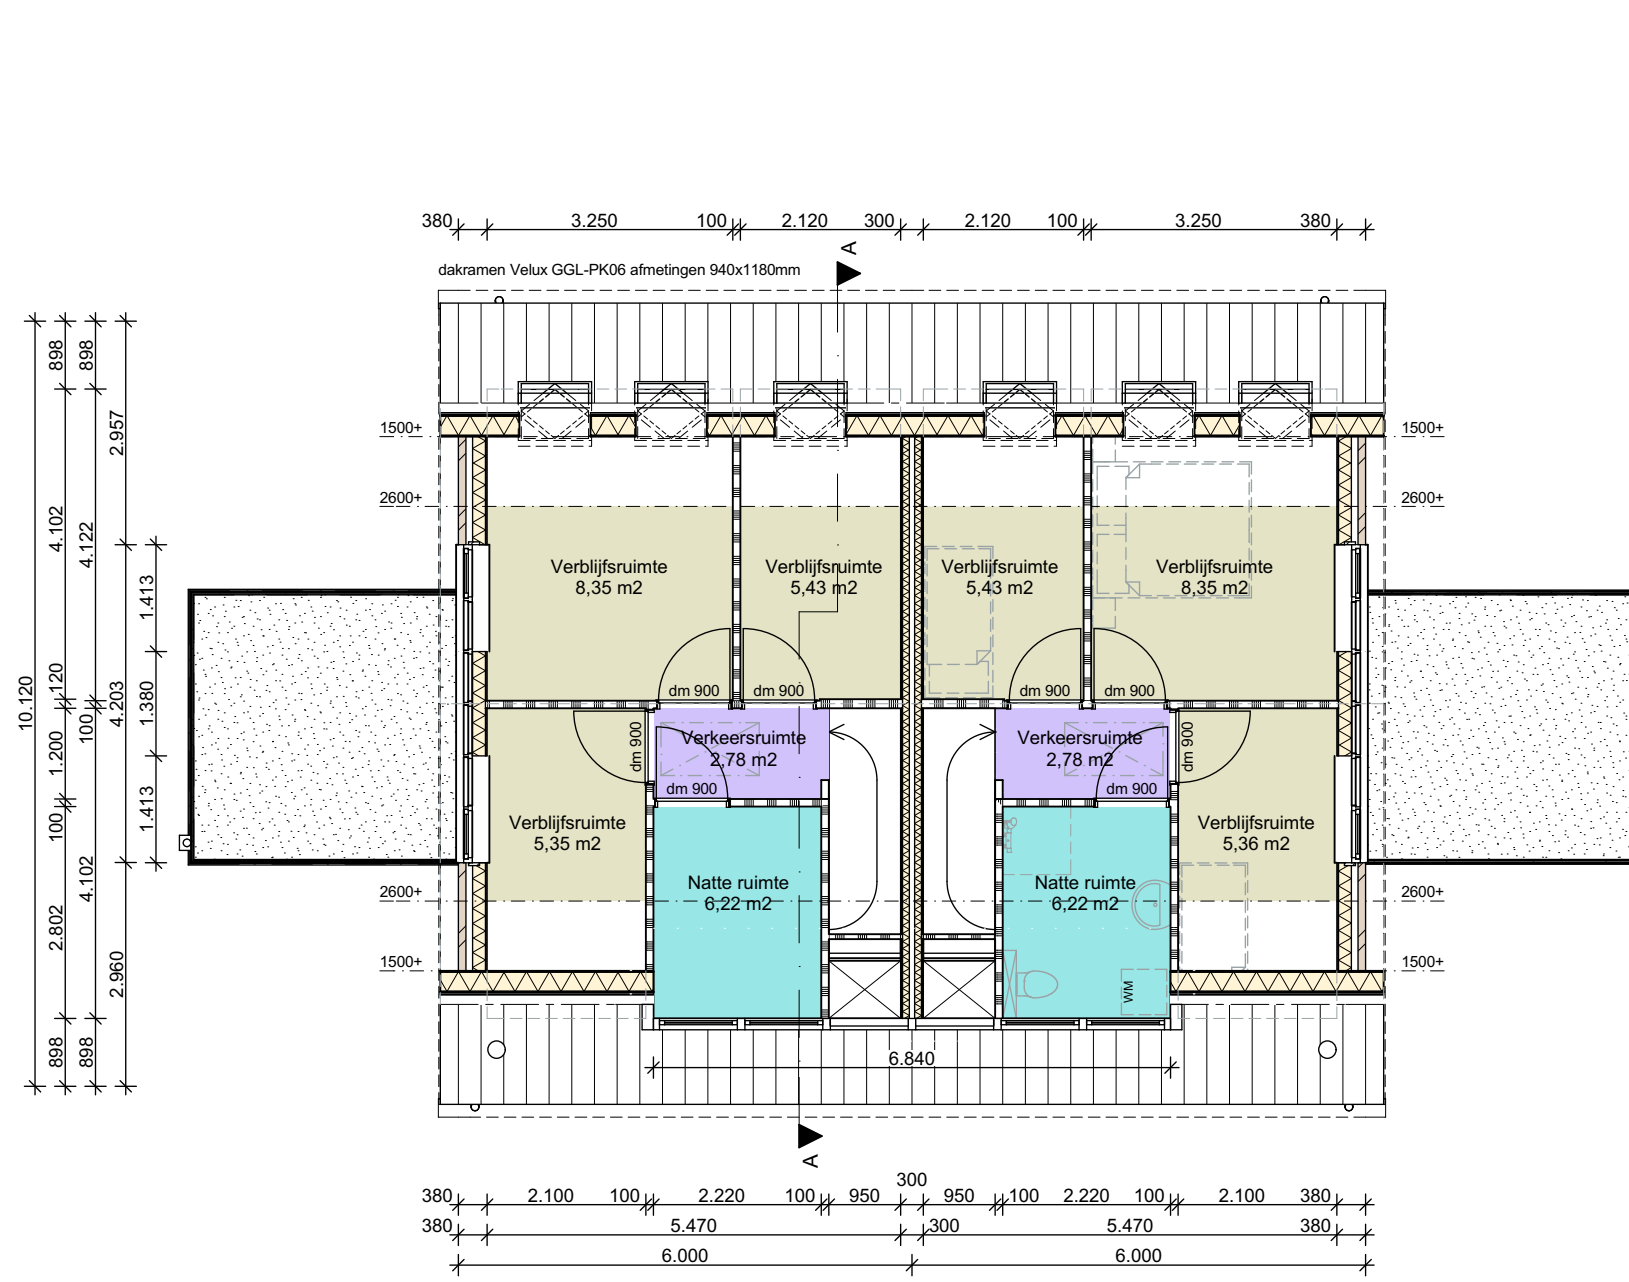 380 3.250 100 2.120 300 2.120 100 3.250 380
A
dakramen Velux GGL-PK06 afmetingen 940x1180mm
898 898
2.957
1500+ 1500+
2600+ 2600+
4.102 4.122
1.413
Verblijfsruimte Verblijfsruimte Verblijfsruimte Verblijfsruimte
8,35 m2 5,43 m2 5,43 m2 8,35 m2
10.120 1.120 4.203 1.380
100
dm 900 dm 900 dm 900 dm 900
1.200
dm 900 Verkeersruimte Verkeersruimte dm 900
2,78 m2 2,78 m2
dm 900 dm 900
100 1.413
Verblijfsruimte Verblijfsruimte
5,35 m2 5,36 m2
4.102
Natte ruimte Natte ruimte
6,22 m2 6,22 m2
2600+ 2600+
2.802
1500+ 1500+
2.960
WM
898 898
6.840
A
300
380 2.100 100 2.220 100 950 950 100 2.220 100 2.100 380
380 5.470 300 5.470 380
6.000 6.000